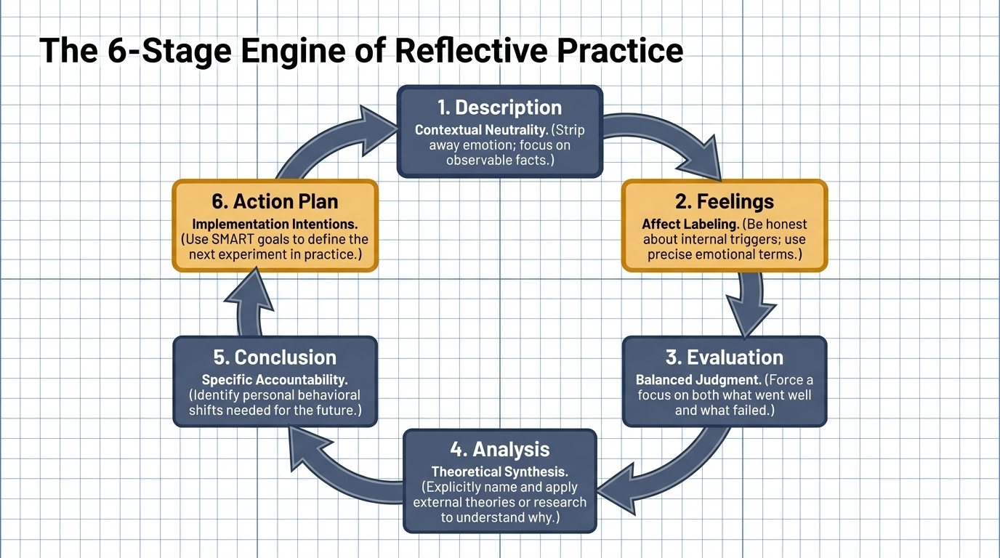 The 6-Stage Engine of Reflective Practice
1. Description
Contextual Neutrality. (Strip
away emotion; focus on
observable facts.)
2. Feelings
Affect Labeling. (Be honest
about internal triggers; use
precise emotional terms.)
3. Evaluation
Balanced Judgment. (Force a
focus on both what went well
and what failed.)
4. Analysis
Theoretical Synthesis.
(Explicitly name and apply
external theories or research
to understand why.)
5. Conclusion
Specific Accountability.
(Identify personal behavioral
shifts needed for the future.)
6. Action Plan
Implementation Intentions.
(Use SMART goals to define the
next experiment in practice.)